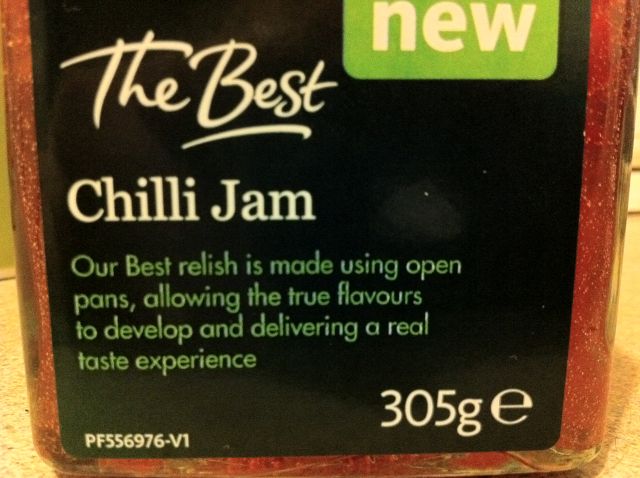 new
The Best
Chilli Jam
Our Best relish is made using open
pans, allowing the true flavours
to develop and delivering a real
taste experience
305g ℮
PF556976-V1